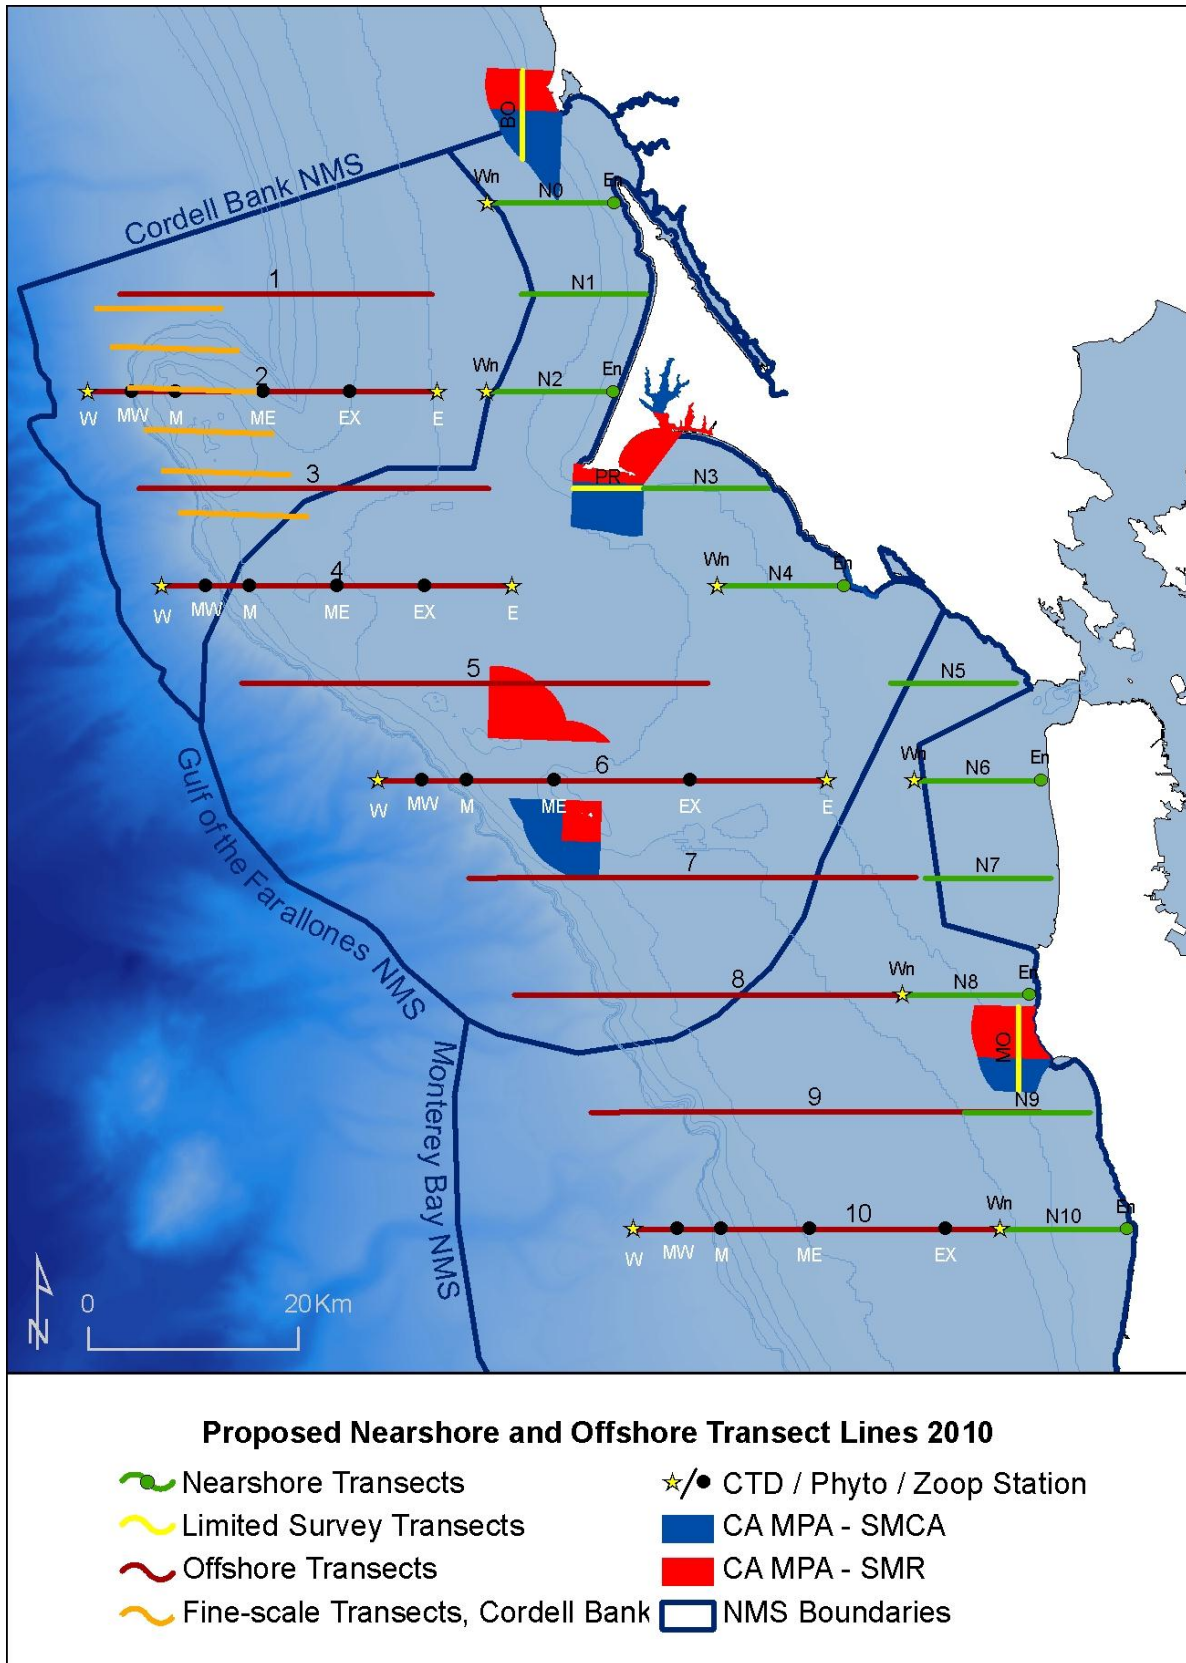 BO
Cordell Bank NMS
Wn
N0
En
1
N1
Wn
N2
En
2
W
MW
M
ME
EX
E
3
PR
N3
4
Wn
N4
En
W
MW
M
ME
EX
E
5
N5
6
Wn
N6
En
W
MW
M
ME
EX
E
7
N7
Gulf of the Farallones NMS
8
Wn
N8
En
MO
Monterey Bay NMS
9
N9
10
Wn
N10
En
W
MW
M
ME
EX
N
0 20Km
Proposed Nearshore and Offshore Transect Lines 2010
Nearshore Transects
Limited Survey Transects
Offshore Transects
Fine-scale Transects, Cordell Bank
/ CTD / Phyto / Zoop Station
CA MPA - SMCA
CA MPA - SMR
NMS Boundaries